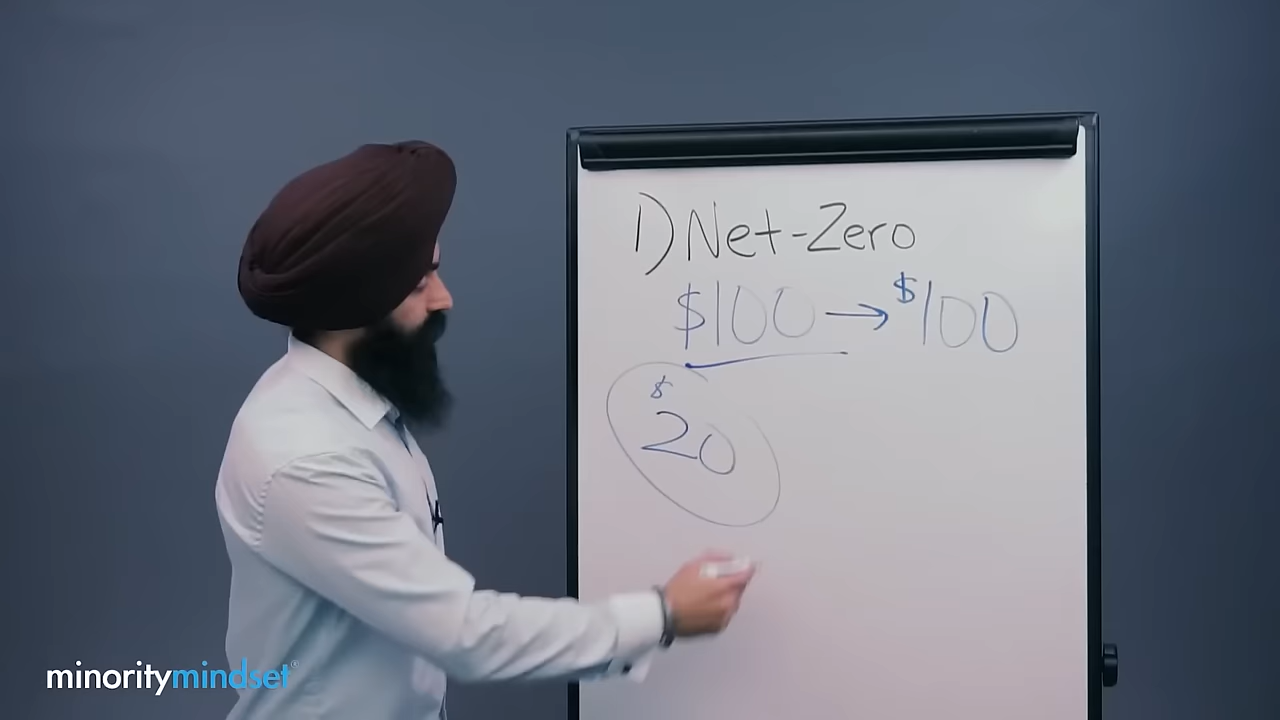 1) Net-Zero
$100 → $100
$
20
minoritymindset®